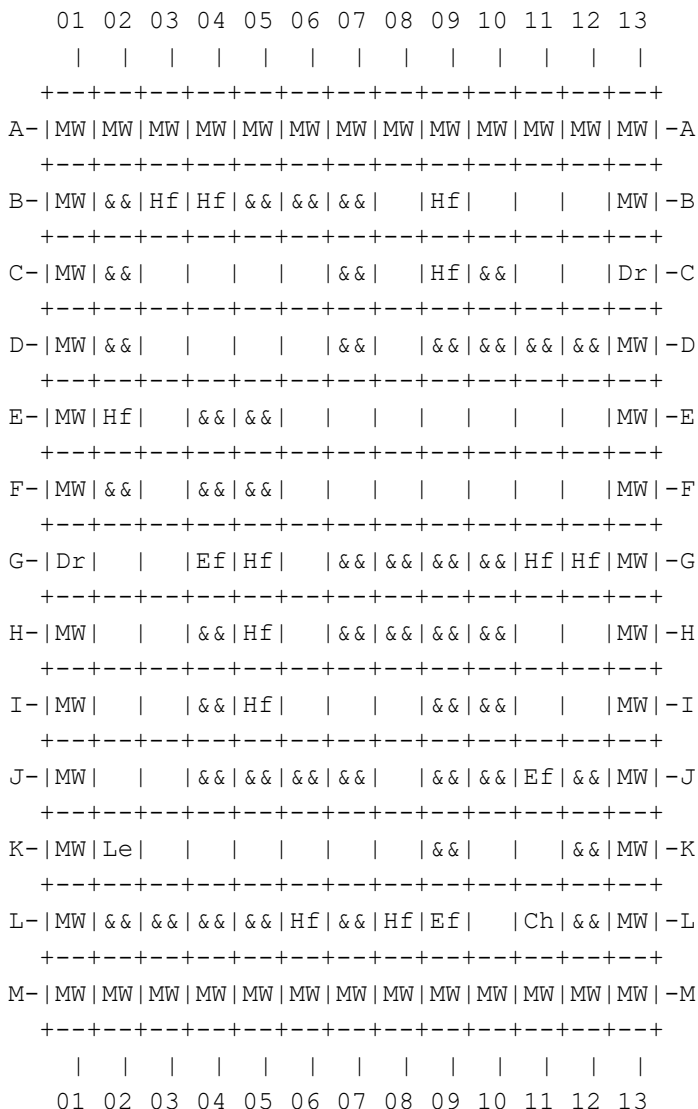 01 02 03 04 05 06 07 08 09 10 11 12 13
| | | | | | | | | | | | |
+--+--+--+--+--+--+--+--+--+--+--+--+--+
A-|MW|MW|MW|MW|MW|MW|MW|MW|MW|MW|MW|MW|MW|-A
+--+--+--+--+--+--+--+--+--+--+--+--+--+
B-|MW|&&|Hf|Hf|&&|&&|&&|  |Hf|  |  |  |MW|-B
+--+--+--+--+--+--+--+--+--+--+--+--+--+
C-|MW|&&|  |  |  |  |&&|  |Hf|&&|  |  |Dr|-C
+--+--+--+--+--+--+--+--+--+--+--+--+--+
D-|MW|&&|  |  |  |  |&&|  |&&|&&|&&|&&|MW|-D
+--+--+--+--+--+--+--+--+--+--+--+--+--+
E-|MW|Hf|  |&&|&&|  |  |  |  |  |  |  |MW|-E
+--+--+--+--+--+--+--+--+--+--+--+--+--+
F-|MW|&&|  |&&|&&|  |  |  |  |  |  |  |MW|-F
+--+--+--+--+--+--+--+--+--+--+--+--+--+
G-|Dr|  |  |Ef|Hf|  |&&|&&|&&|&&|Hf|Hf|MW|-G
+--+--+--+--+--+--+--+--+--+--+--+--+--+
H-|MW|  |  |&&|Hf|  |&&|&&|&&|&&|  |  |MW|-H
+--+--+--+--+--+--+--+--+--+--+--+--+--+
I-|MW|  |  |&&|Hf|  |  |  |&&|&&|  |  |MW|-I
+--+--+--+--+--+--+--+--+--+--+--+--+--+
J-|MW|  |  |&&|&&|&&|&&|  |&&|&&|Ef|&&|MW|-J
+--+--+--+--+--+--+--+--+--+--+--+--+--+
K-|MW|Le|  |  |  |  |  |  |&&|  |  |&&|MW|-K
+--+--+--+--+--+--+--+--+--+--+--+--+--+
L-|MW|&&|&&|&&|&&|Hf|&&|Hf|Ef|  |Ch|&&|MW|-L
+--+--+--+--+--+--+--+--+--+--+--+--+--+
M-|MW|MW|MW|MW|MW|MW|MW|MW|MW|MW|MW|MW|MW|-M
+--+--+--+--+--+--+--+--+--+--+--+--+--+
| | | | | | | | | | | | |
01 02 03 04 05 06 07 08 09 10 11 12 13